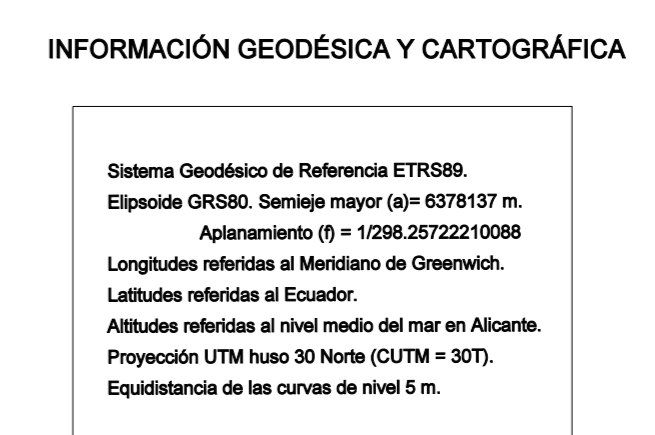 INFORMACIÓN GEODÉSICA Y CARTOGRÁFICA
Sistema Geodésico de Referencia ETRS89.
Elipsoide GRS80. Semieje mayor (a)= 6378137 m.
Aplanamiento (f) = 1/298.25722210088
Longitudes referidas al Meridiano de Greenwich.
Latitudes referidas al Ecuador.
Altitudes referidas al nivel medio del mar en Alicante.
Proyección UTM huso 30 Norte (CUTM = 30T).
Equidistancia de las curvas de nivel 5 m.